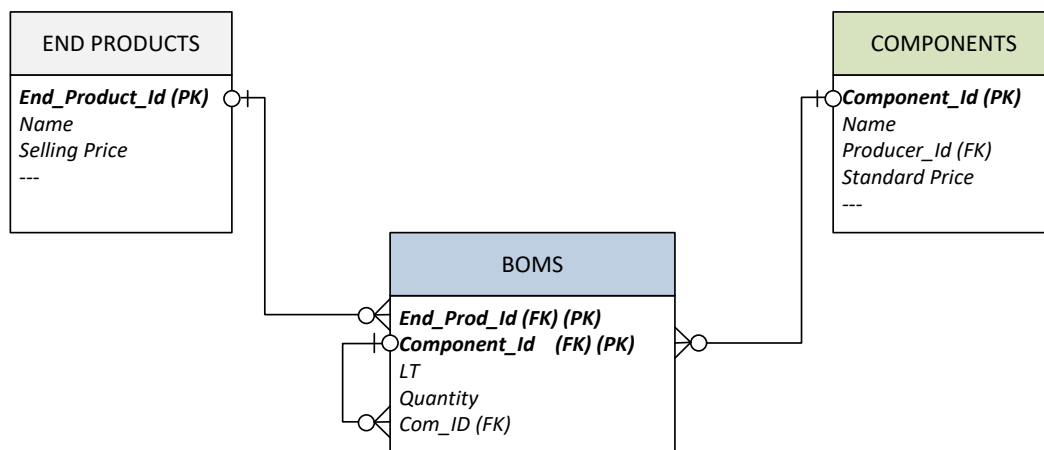 END PRODUCTS
End_Product_Id (PK)
Name
Selling Price
---
COMPONENTS
Component_Id (PK)
Name
Producer_Id (FK)
Standard Price
---
BOMS
End_Prod_Id (FK) (PK)
Component_Id (FK) (PK)
LT
Quantity
Com_ID (FK)